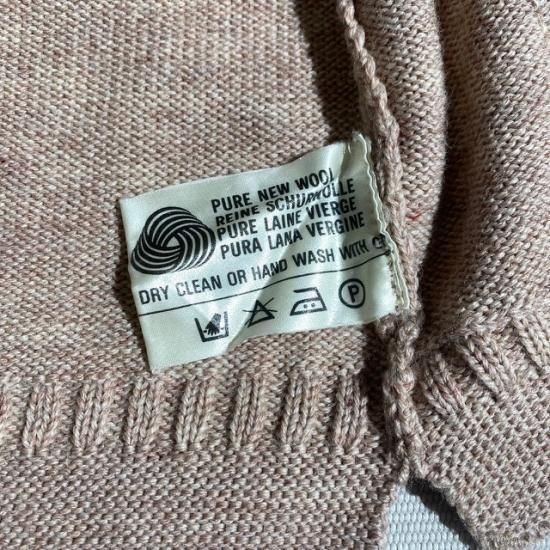 PURE NEW WOOL
REINE SCHURWOLLE
PURE LAINE VIERGE
PURA LANA VERGINE
DRY CLEAN OR HAND WASH WITH
P